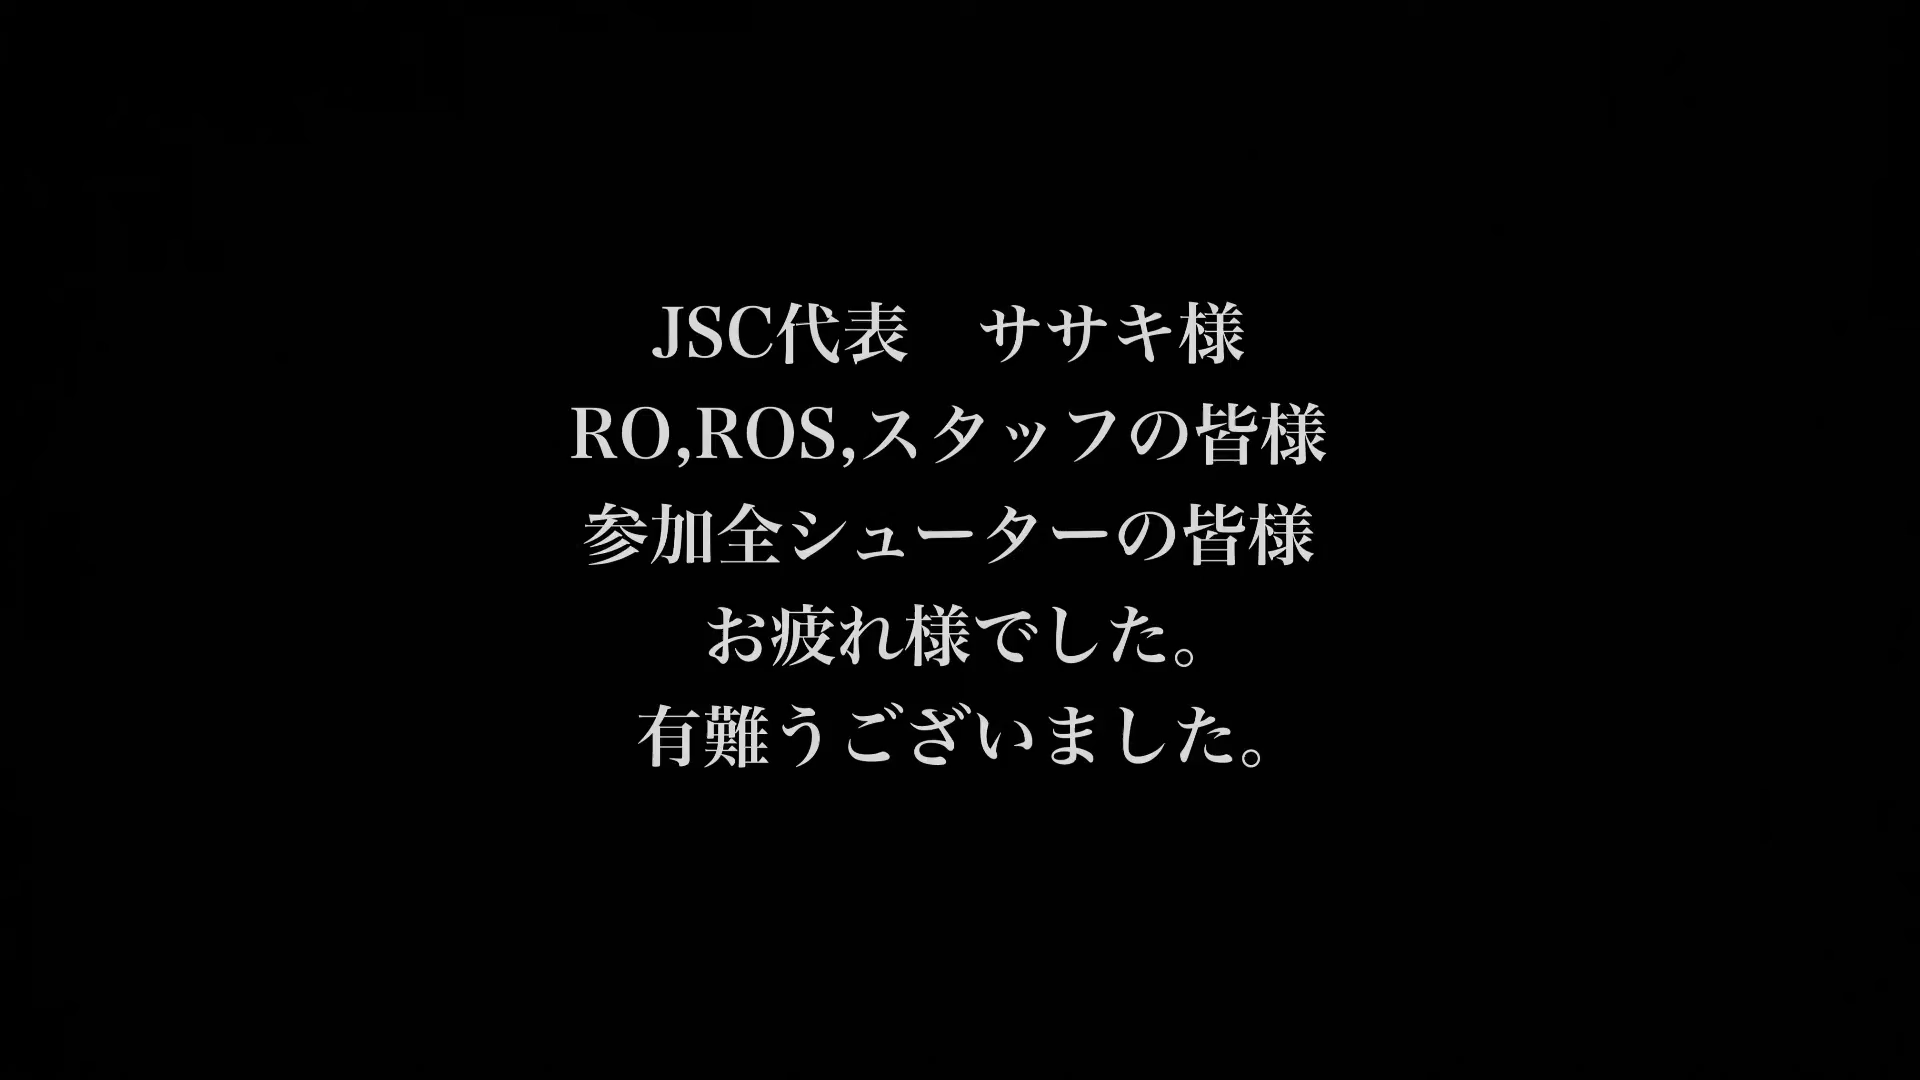 JSC代表　ササキ様
RO,ROS,スタッフの皆様
参加全シューターの皆様
お疲れ様でした。
有難うございました。